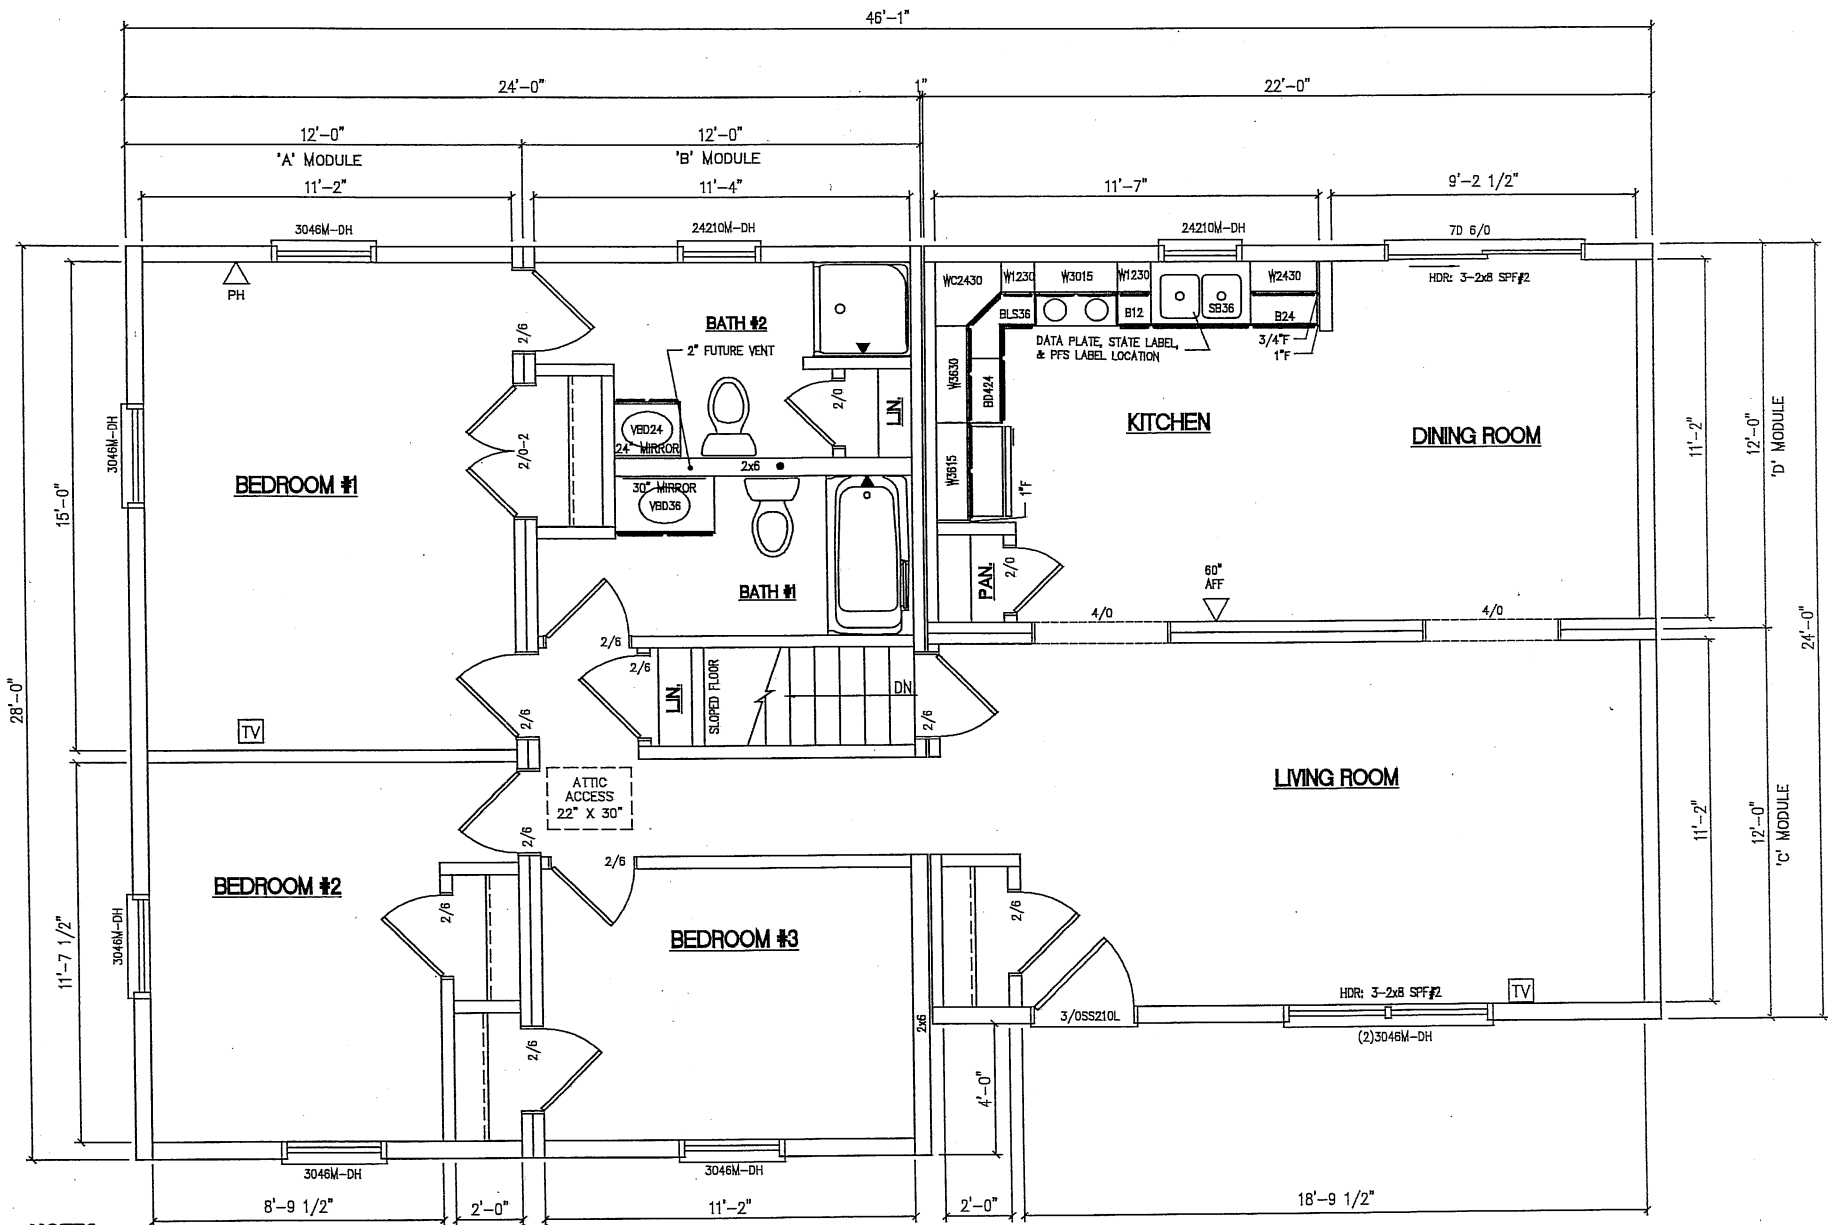 46'-1"
24'-0"
1"
22'-0"
12'-0"
12'-0"
'A' MODULE
'B' MODULE
11'-2"
11'-4"
11'-7"
9'-2 1/2"
3046M-DH
24210M-DH
24210M-DH
7D 6/0
HDR: 3-2x8 SPF#2
PH
WC2430
W1230
W3015
W1230
W2430
BLS36
B12
SB36
B24
BATH #2
2" FUTURE VENT
DATA PLATE, STATE LABEL,
& PFS LABEL LOCATION
3/4"F
1"F
2/6
W3630
BD424
2/0
LIN.
KITCHEN
DINING ROOM
11'-2"
12'-0"
'D' MODULE
3046M-DH
VBD24
24" MIRROR
2/0-2
2x6
BEDROOM #1
30" MIRROR
VBD36
W3615
1"F
15'-0"
BATH #1
PAN.
2/0
60"
AFF
4/0
4/0
24'-0"
2/6
2/6
LIN.
SLOPED FLOOR
DN
28'-0"
TV
2/6
2/6
ATTIC
ACCESS
22" X 30"
LIVING ROOM
11'-2"
12'-0"
'C' MODULE
2/6
2/6
BEDROOM #2
2/6
2/6
BEDROOM #3
3046M-DH
11'-7 1/2"
HDR: 3-2x8 SPF#2
TV
2x6
3/0SS210L
(2)3046M-DH
2/6
4'-0"
3046M-DH
3046M-DH
8'-9 1/2"
2'-0"
11'-2"
2'-0"
18'-9 1/2"